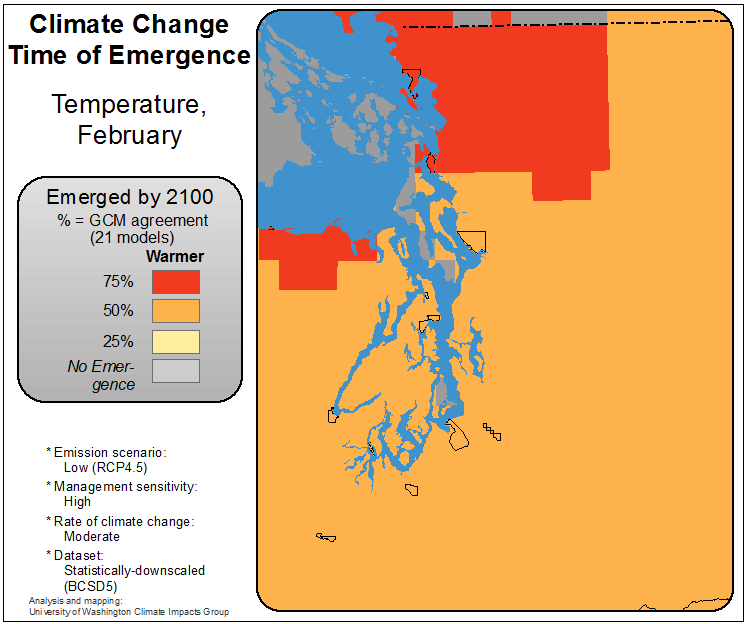 Climate Change
Time of Emergence
Temperature,
February
Emerged by 2100
% = GCM agreement
(21 models)
Warmer
75%
50%
25%
No Emer-
gence
* Emission scenario:
Low (RCP4.5)
* Management sensitivity:
High
* Rate of climate change:
Moderate
* Dataset:
Statistically-downscaled
(BCSD5)
Analysis and mapping:
University of Washington Climate Impacts Group